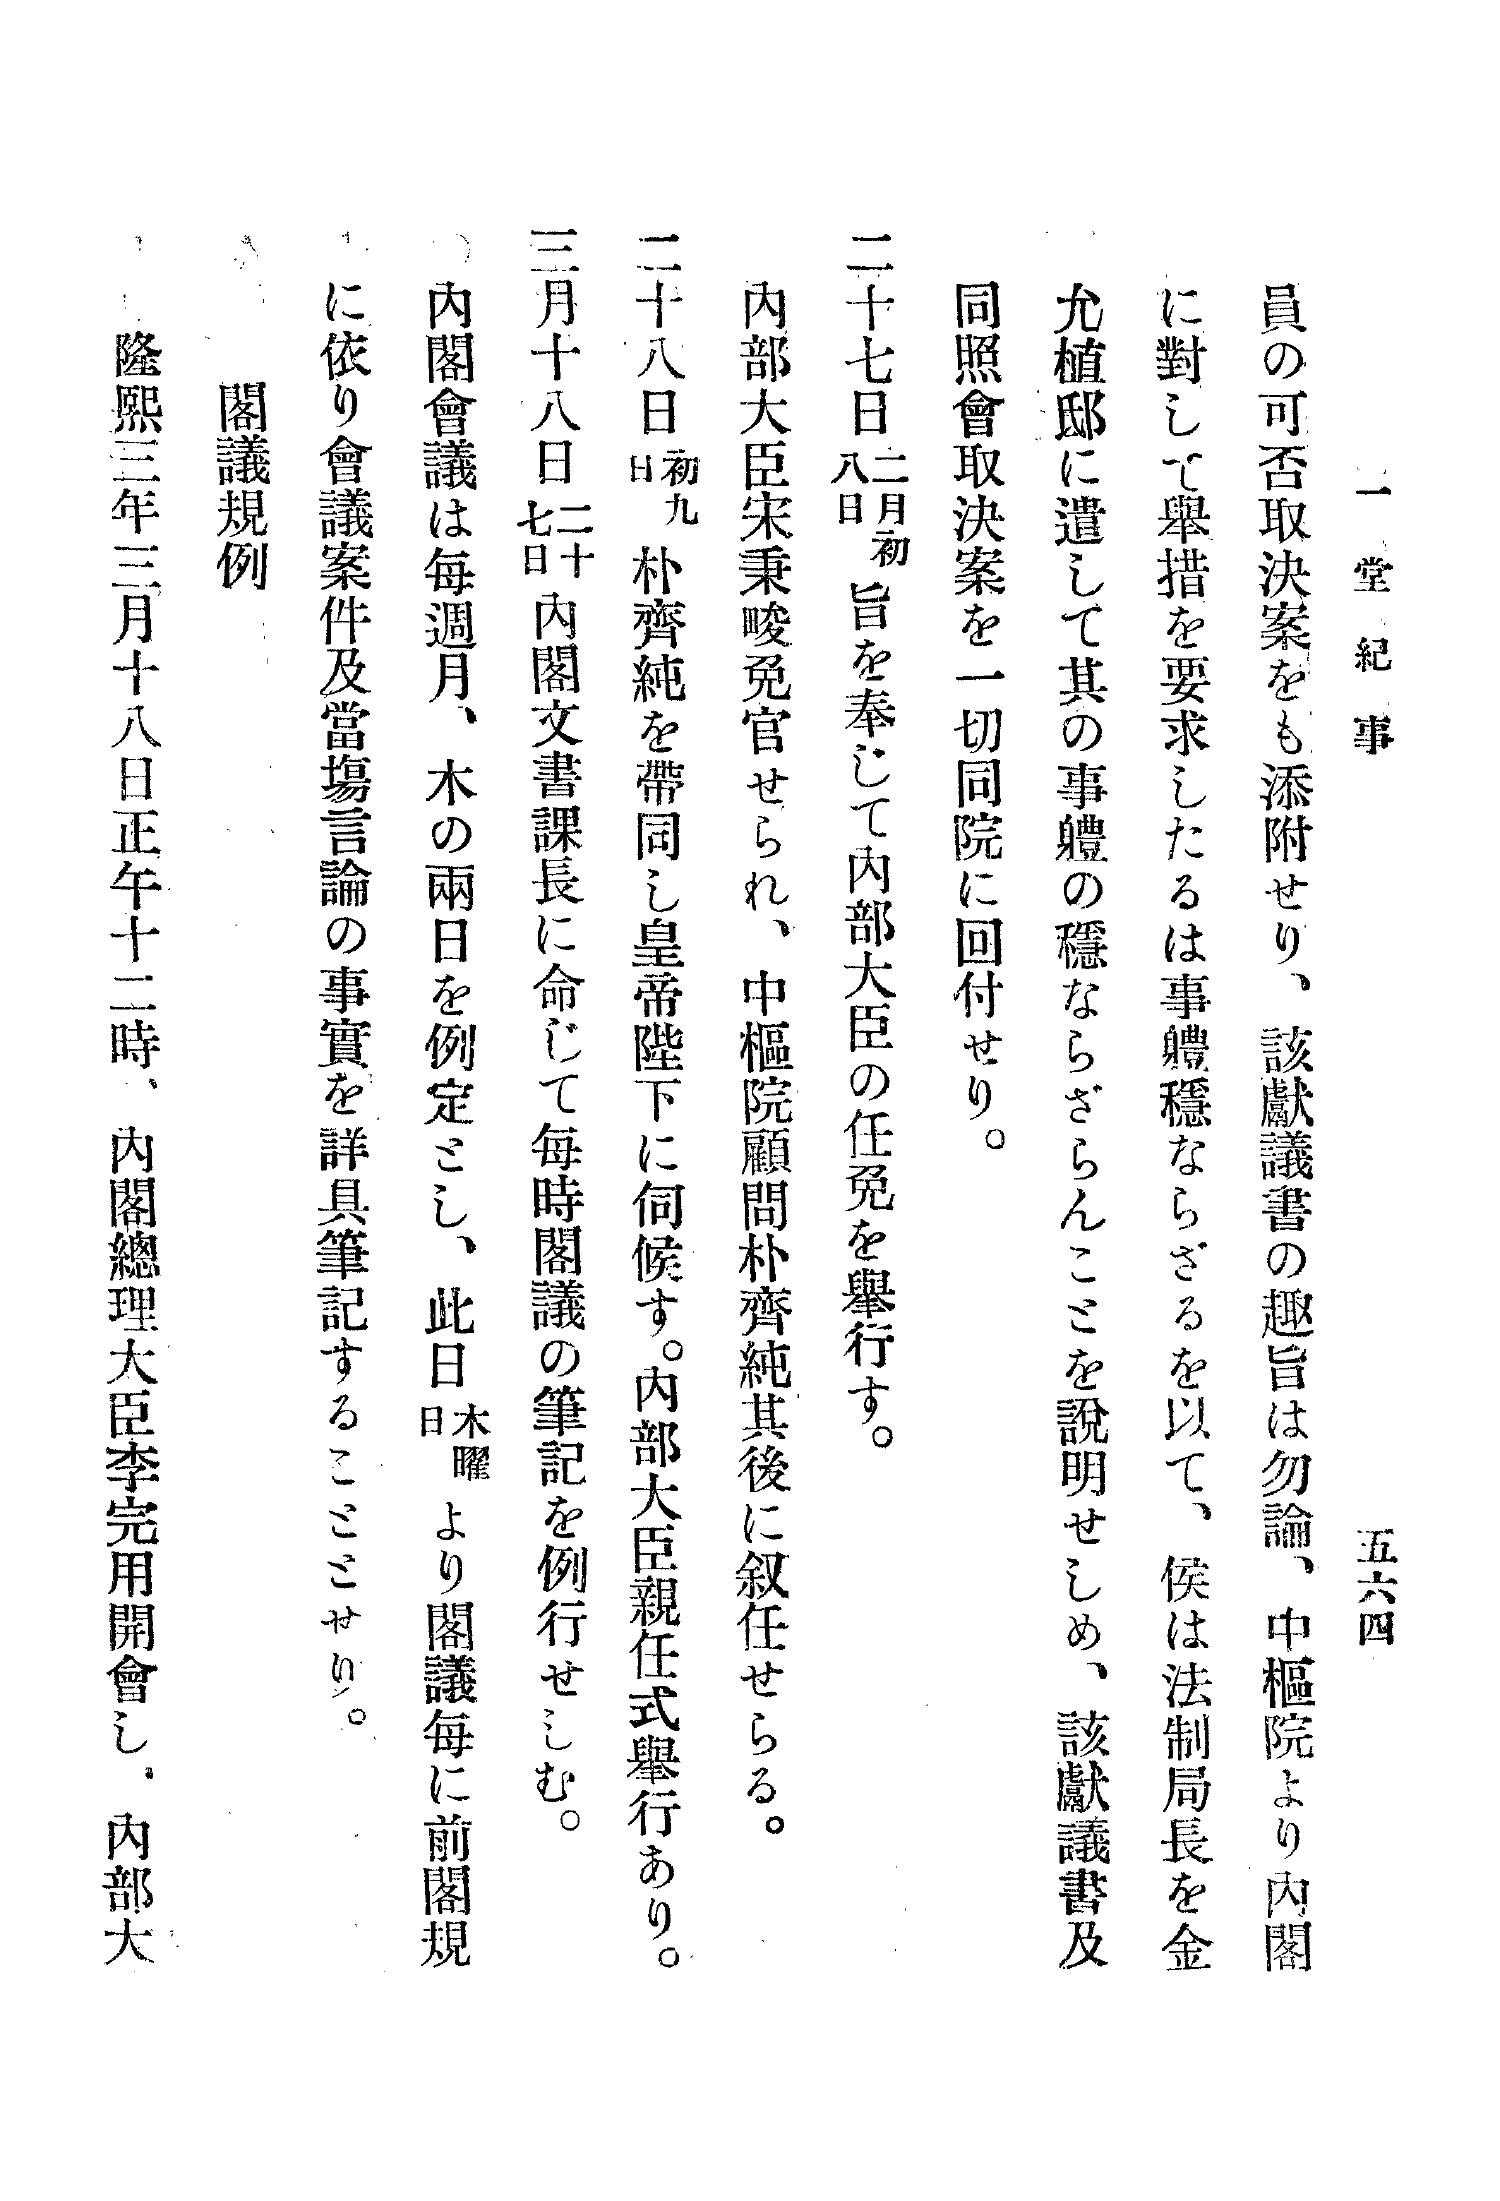 一堂紀事 五六四
員の可否取決案をも添附せり、該獻議書の趣旨は勿論、中樞院より內閣
に對して舉措を要求したるは事軆穩ならざるを以て、侯は法制局長を金
允植邸に遣して其の事軆の穩ならざらんことを說明せしめ、該獻議書及
同照會取決案を一切同院に回付せり。
二十七日二月初八日旨を奉じて內部大臣の任免を舉行す。
內部大臣宋秉畯免官せられ、中樞院顧問朴齊純其後に叙任せらる。
二十八日初九日朴齊純を帶同し皇帝陛下に伺候す。內部大臣親任式舉行あり。
三月十八日二十七日內閣文書課長に命じて每時閣議の筆記を例行せしむ。
內閣會議は每週月、木の兩日を例定とし、此日木曜日より閣議每に前閣規
に依り會議案件及當塲言論の事實を詳具筆記することとせり。
閣議規例
隆熙三年三月十八日正午十二時、內閣總理大臣李完用開會し、內部大